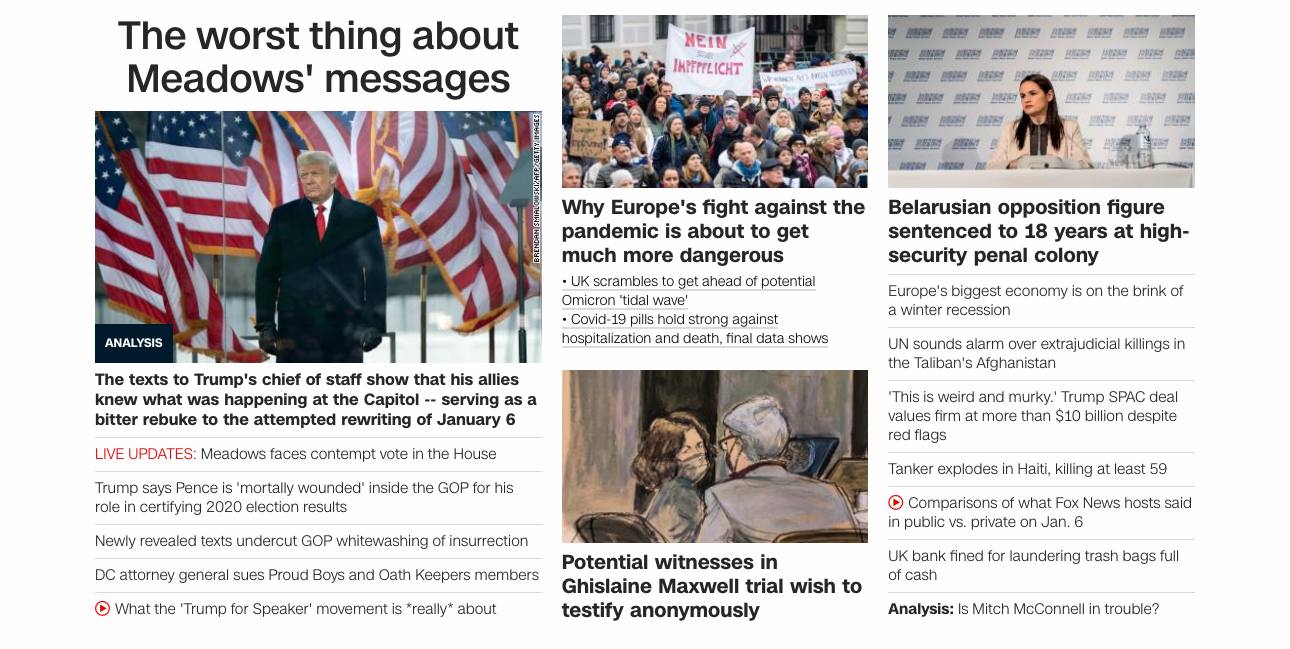 The worst thing about
Meadows' messages
BRENDAN SMIALOWSKI/AFP/GETTY IMAGES
ANALYSIS
The texts to Trump's chief of staff show that his allies
knew what was happening at the Capitol -- serving as a
bitter rebuke to the attempted rewriting of January 6
LIVE UPDATES: Meadows faces contempt vote in the House
Trump says Pence is 'mortally wounded' inside the GOP for his
role in certifying 2020 election results
Newly revealed texts undercut GOP whitewashing of insurrection
DC attorney general sues Proud Boys and Oath Keepers members
What the 'Trump for Speaker' movement is *really* about
NEIN
IMPFPFLICHT
Why Europe's fight against the
pandemic is about to get
much more dangerous
• UK scrambles to get ahead of potential
Omicron 'tidal wave'
• Covid-19 pills hold strong against
hospitalization and death, final data shows
Potential witnesses in
Ghislaine Maxwell trial wish to
testify anonymously
Belarusian opposition figure
sentenced to 18 years at high-
security penal colony
Europe's biggest economy is on the brink of
a winter recession
UN sounds alarm over extrajudicial killings in
the Taliban's Afghanistan
'This is weird and murky.' Trump SPAC deal
values firm at more than $10 billion despite
red flags
Tanker explodes in Haiti, killing at least 59
Comparisons of what Fox News hosts said
in public vs. private on Jan. 6
UK bank fined for laundering trash bags full
of cash
Analysis: Is Mitch McConnell in trouble?